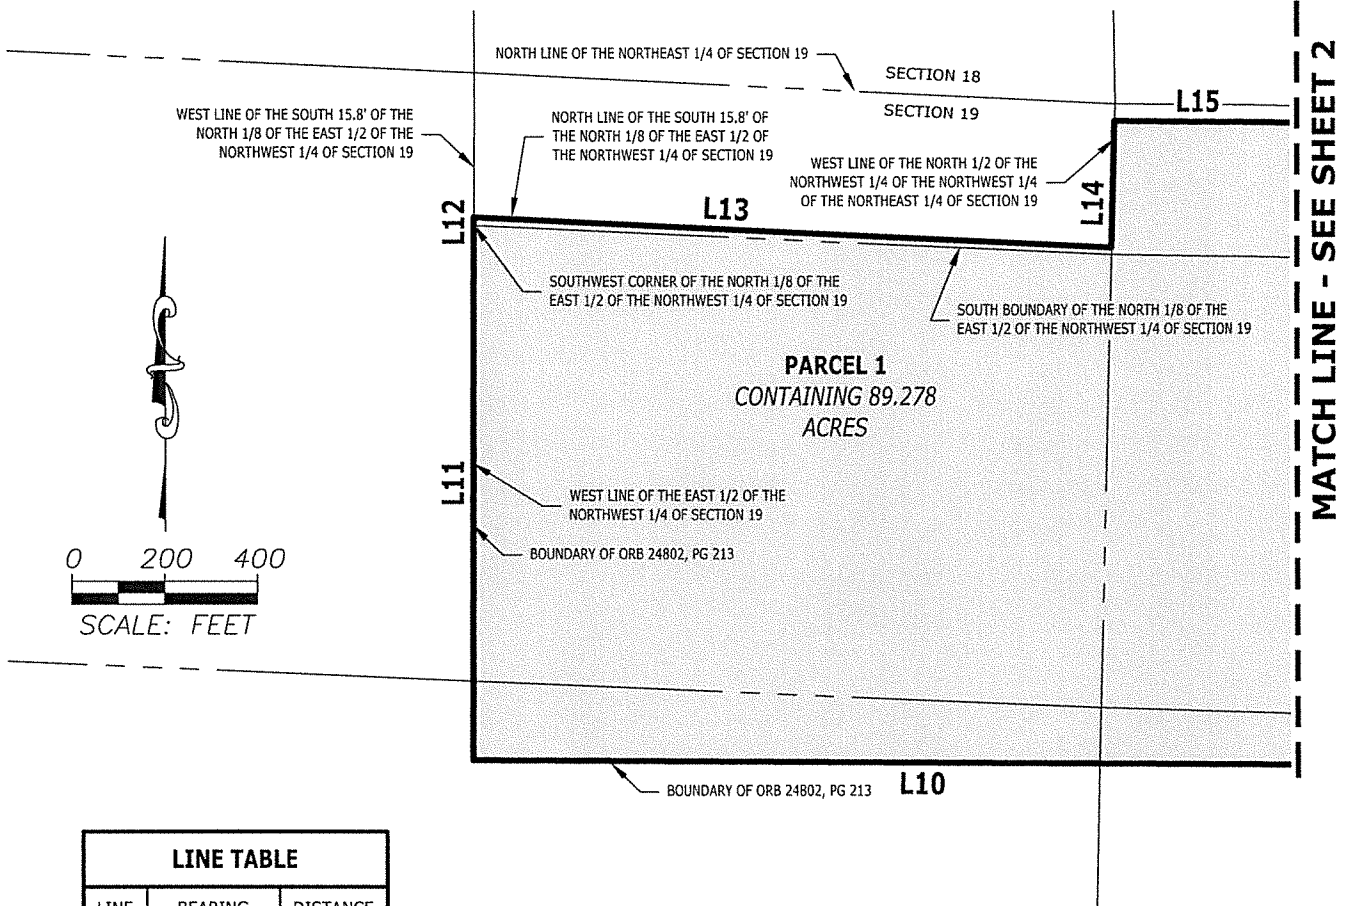 NORTH LINE OF THE NORTHEAST 1/4 OF SECTION 19
SECTION 18
SECTION 19
L15
WEST LINE OF THE SOUTH 15.8' OF THE
NORTH 1/8 OF THE EAST 1/2 OF THE
NORTHWEST 1/4 OF SECTION 19
NORTH LINE OF THE SOUTH 15.8' OF
THE NORTH 1/8 OF THE EAST 1/2 OF
THE NORTHWEST 1/4 OF SECTION 19
WEST LINE OF THE NORTH 1/2 OF THE
NORTHWEST 1/4 OF THE NORTHWEST 1/4
OF THE NORTHEAST 1/4 OF SECTION 19
L12
L13
L14
SOUTHWEST CORNER OF THE NORTH 1/8 OF THE
EAST 1/2 OF THE NORTHWEST 1/4 OF SECTION 19
SOUTH BOUNDARY OF THE NORTH 1/8 OF THE
EAST 1/2 OF THE NORTHWEST 1/4 OF SECTION 19
MATCH LINE - SEE SHEET 2
PARCEL 1
CONTAINING 89.278
ACRES
L11
WEST LINE OF THE EAST 1/2 OF THE
NORTHWEST 1/4 OF SECTION 19
BOUNDARY OF ORB 24802, PG 213
0 200 400
SCALE: FEET
BOUNDARY OF ORB 24802, PG 213
L10
LINE TABLE
LINE BEARING DISTANCE